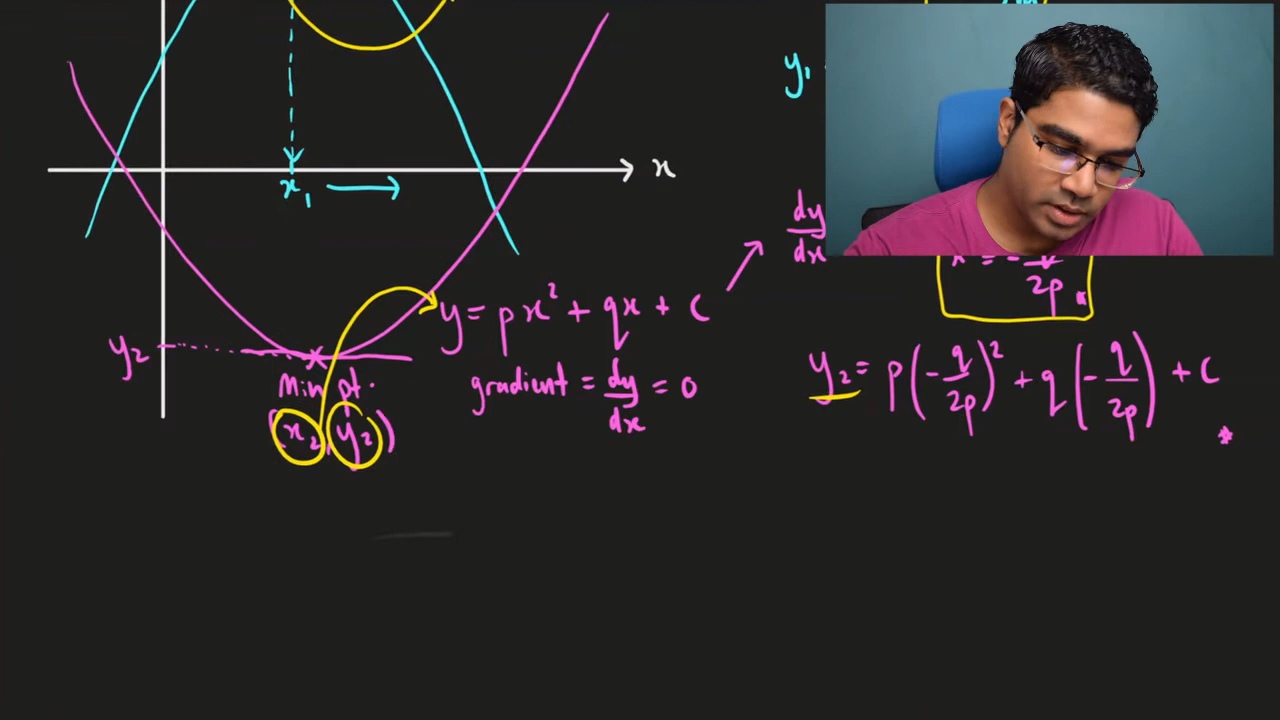 y₁
x
x₁ →
dy/dx
x = - q/2p
y = px² + qx + c
y₂
min pt.
gradient = dy/dx = 0
(x₂, y₂)
y₂ = p(-q/2p)² + q(-q/2p) + c